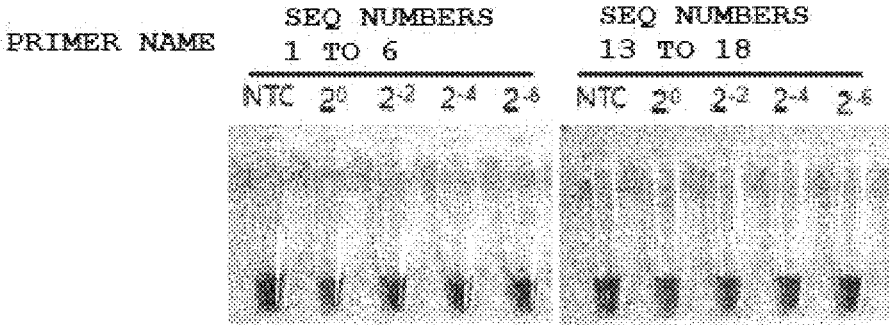 PRIMER NAME
SEQ NUMBERS
1 TO 6
SEQ NUMBERS
13 TO 18
NTC 2⁰ 2⁻² 2⁻⁴ 2⁻⁶
NTC 2⁰ 2⁻² 2⁻⁴ 2⁻⁶